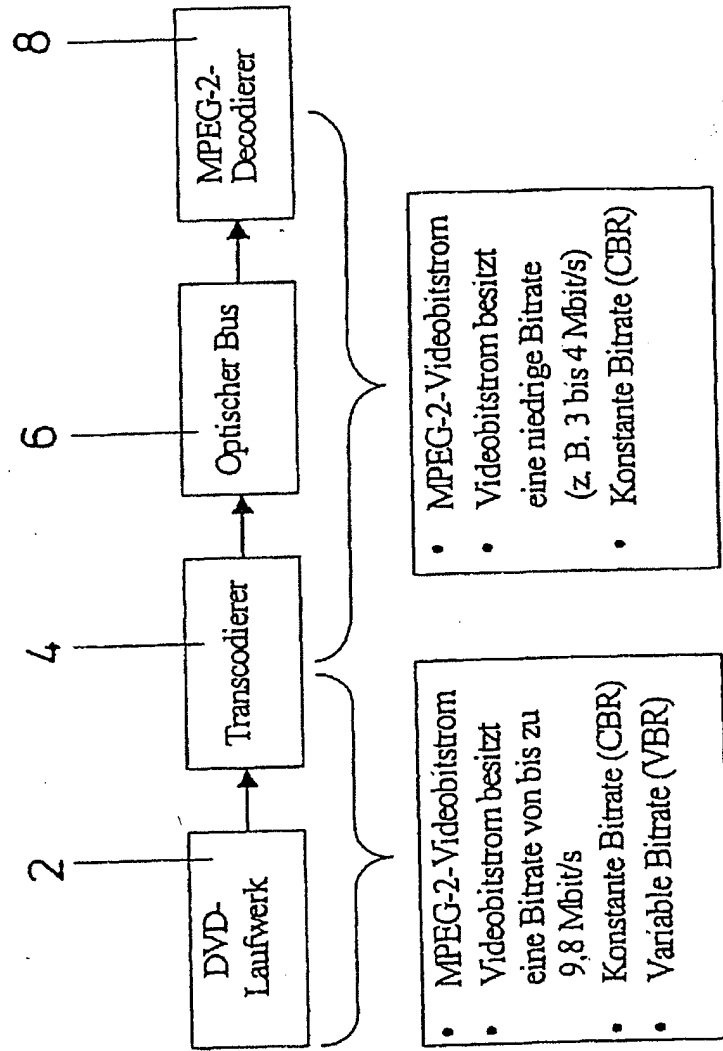 2
4
6
8
DVD-
Laufwerk
Transcodierer
Optischer Bus
MPEG-2-
Decodierer
• MPEG-2-Videobitstrom
• Videobitstrom besitzt
eine Bitrate von bis zu
9,8 Mbit/s
• Konstante Bitrate (CBR)
• Variable Bitrate (VBR)
• MPEG-2-Videobitstrom
• Videobitstrom besitzt
eine niedrige Bitrate
(z. B. 3 bis 4 Mbit/s)
• Konstante Bitrate (CBR)